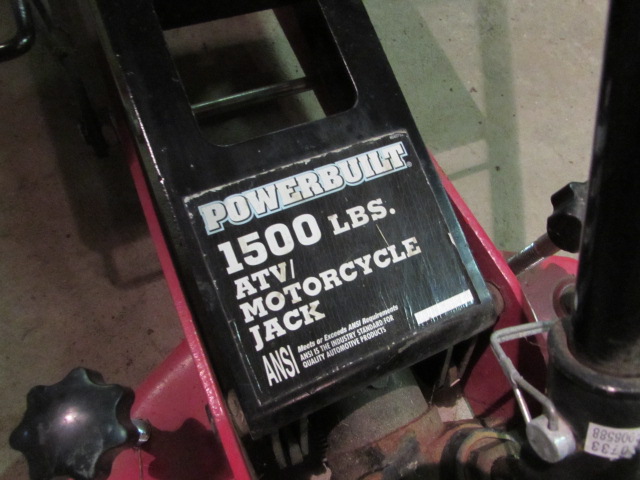 POWERBUILT
1500 LBS.
ATV/
MOTORCYCLE
JACK
ANSI
Meets or Exceeds ANSI Requirements
ANSI IS THE INDUSTRY STANDARD FOR
QUALITY AUTOMOTIVE PRODUCTS